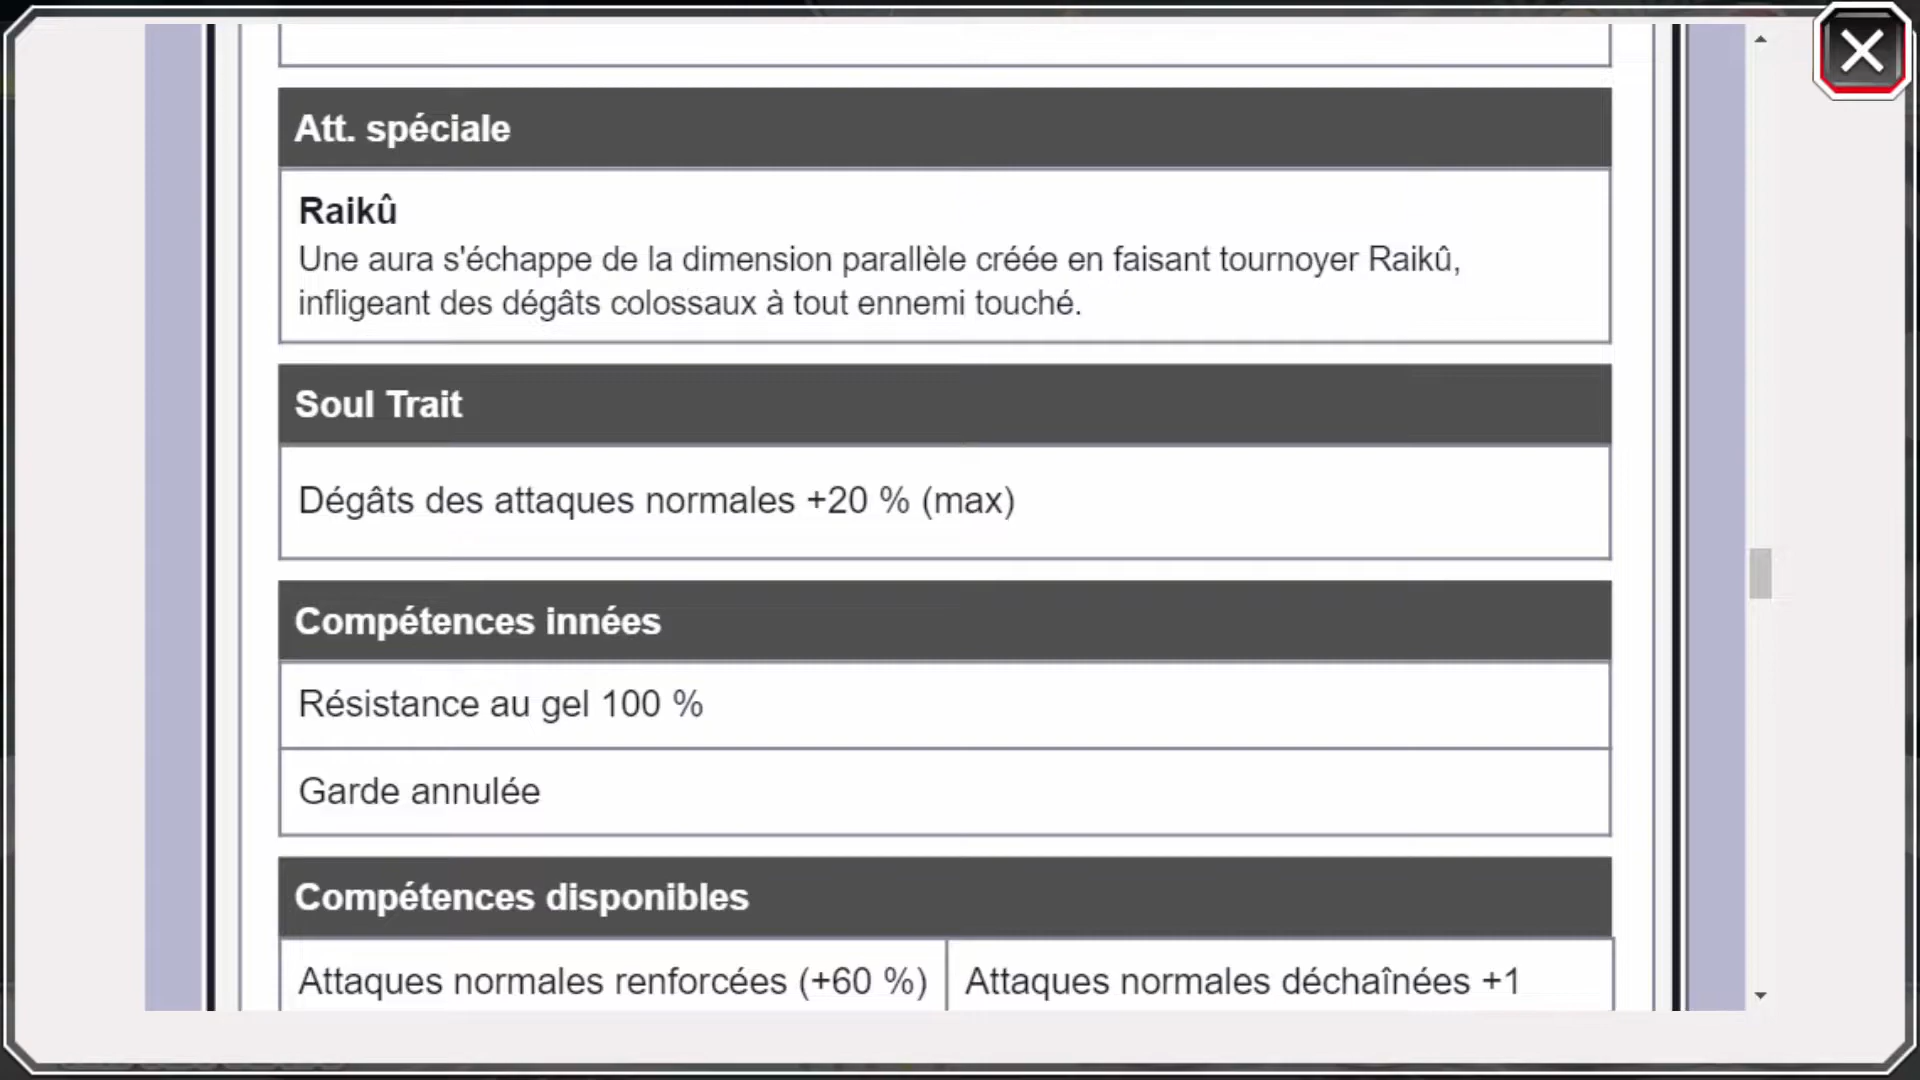 Att. spéciale
Raikû
Une aura s'échappe de la dimension parallèle créée en faisant tournoyer Raikû,
infligeant des dégâts colossaux à tout ennemi touché.
Soul Trait
Dégâts des attaques normales +20 % (max)
Compétences innées
Résistance au gel 100 %
Garde annulée
Compétences disponibles
Attaques normales renforcées (+60 %)
Attaques normales déchaînées +1